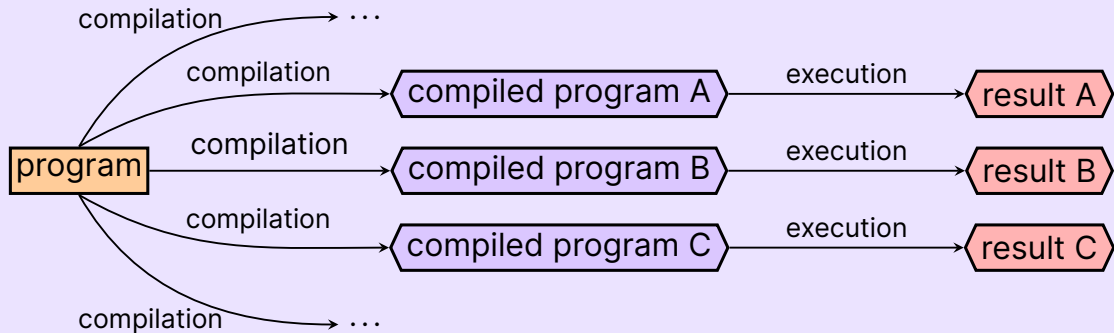 compilation ...
compilation compiled program A execution result A
program compilation compiled program B execution result B
compilation compiled program C execution result C
compilation ...